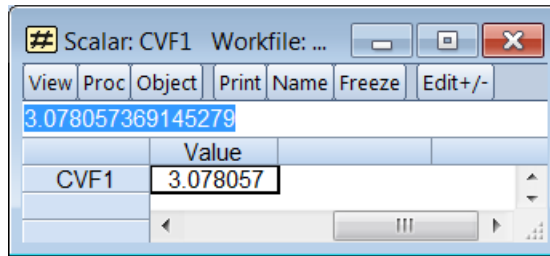 Scalar: CVF1 Workfile: ...
View Proc Object Print Name Freeze Edit+/-
3.078057369145279
Value
CVF1 3.078057